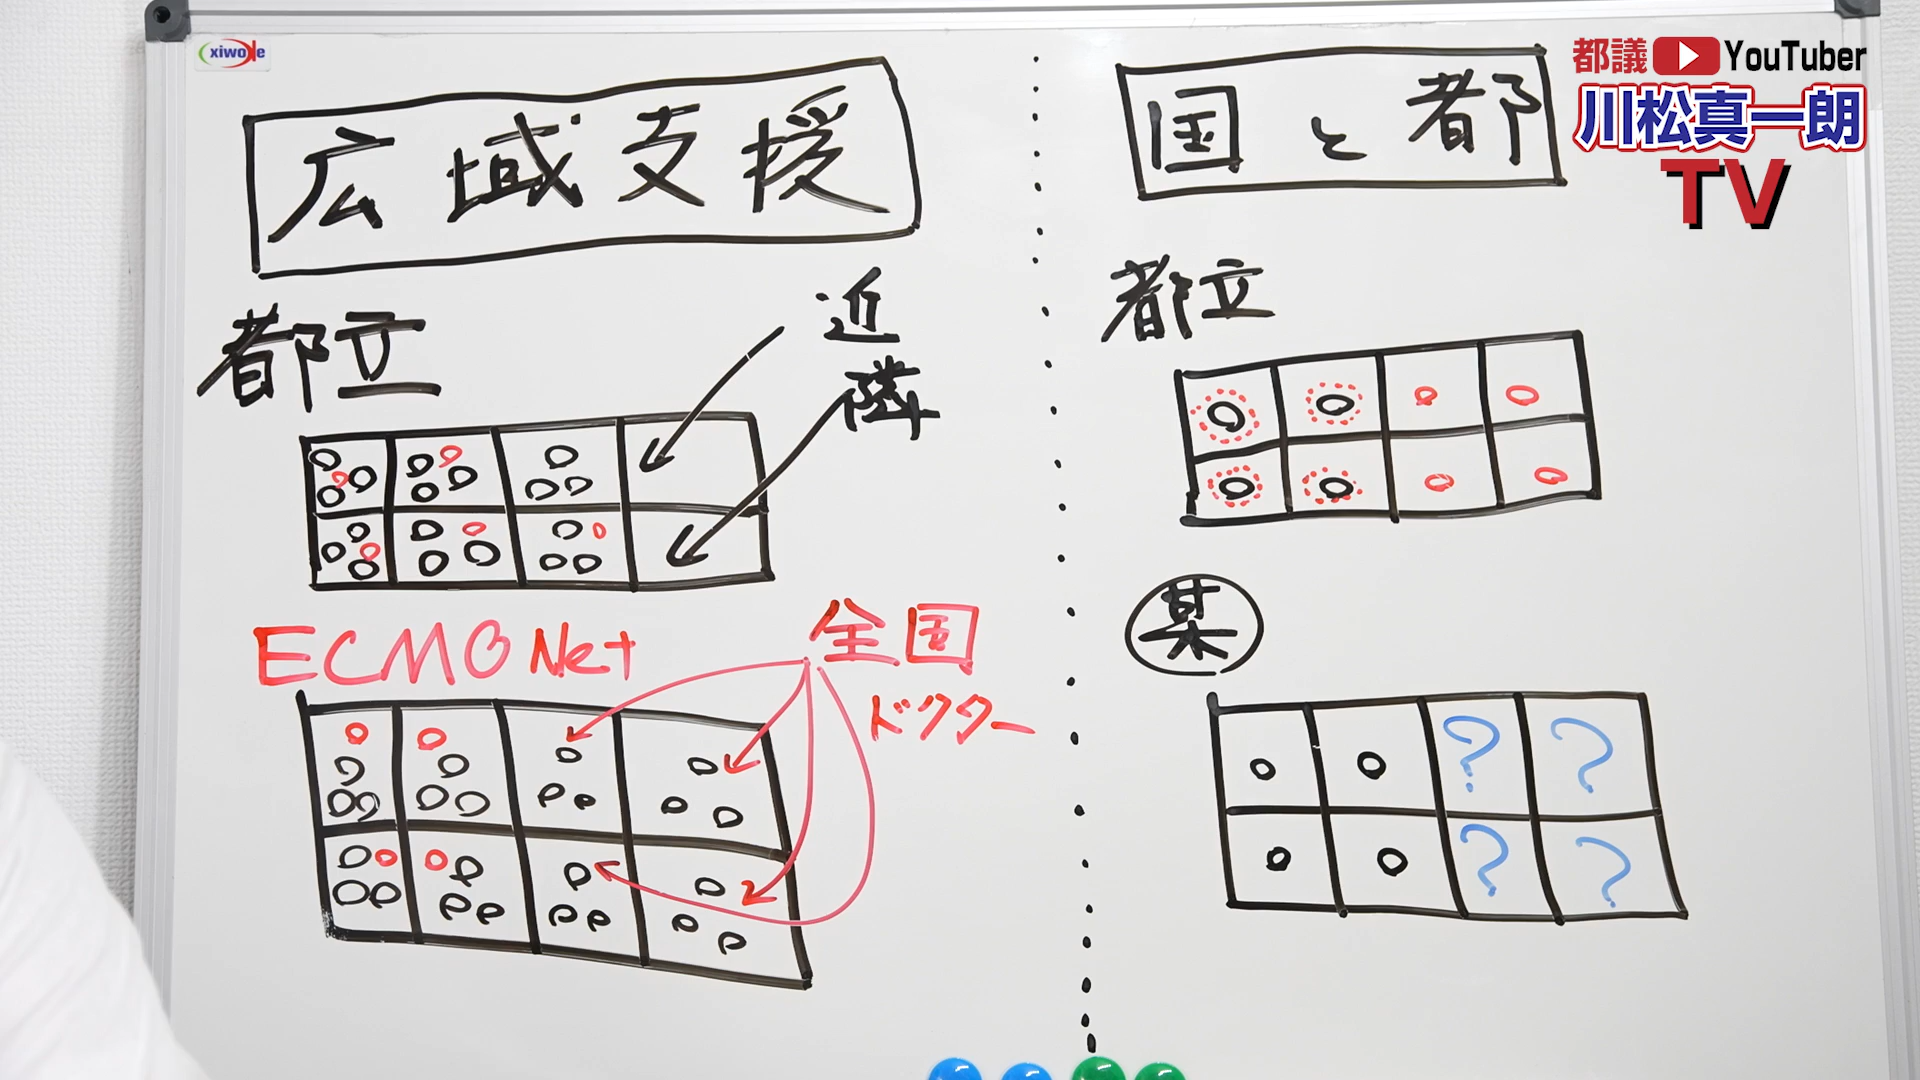 xiwode
広域支援
都立
近隣
ECMO Net
全国
ドクター
国と都
都立
某
? ?
? ?
都議 YouTuber
川松真一朗
TV